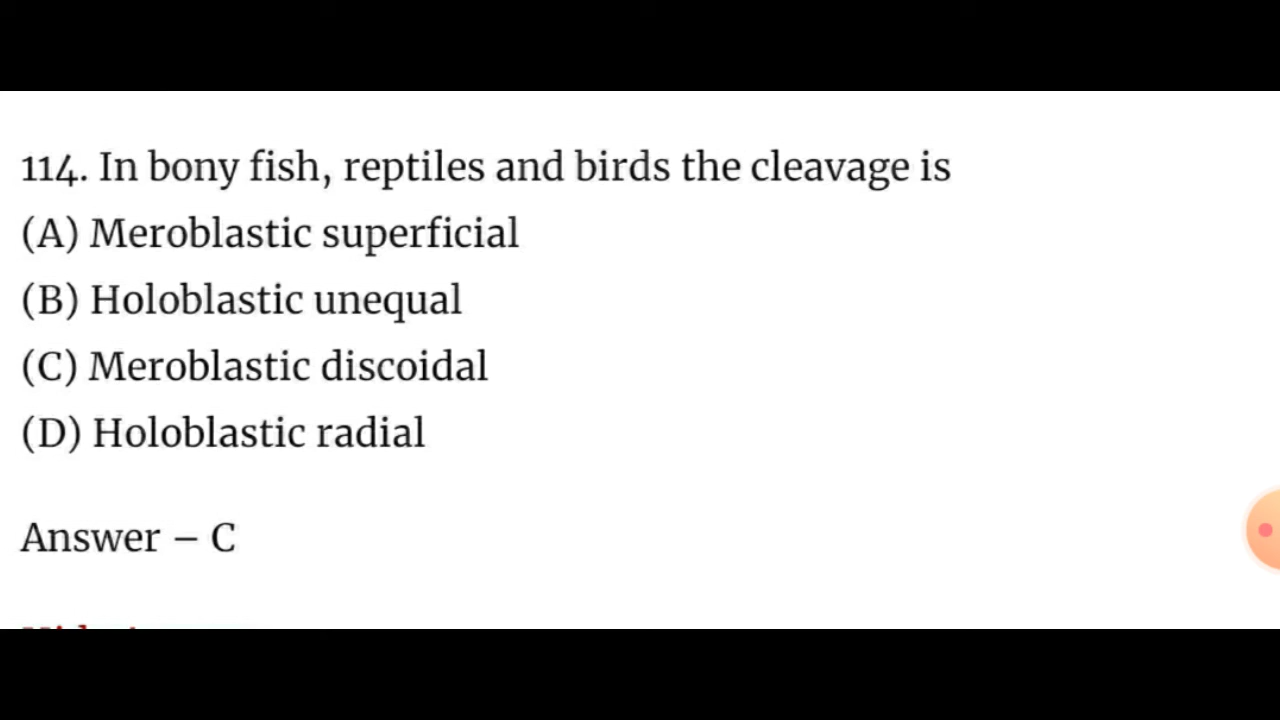 114. In bony fish, reptiles and birds the cleavage is
(A) Meroblastic superficial
(B) Holoblastic unequal
(C) Meroblastic discoidal
(D) Holoblastic radial
Answer – C